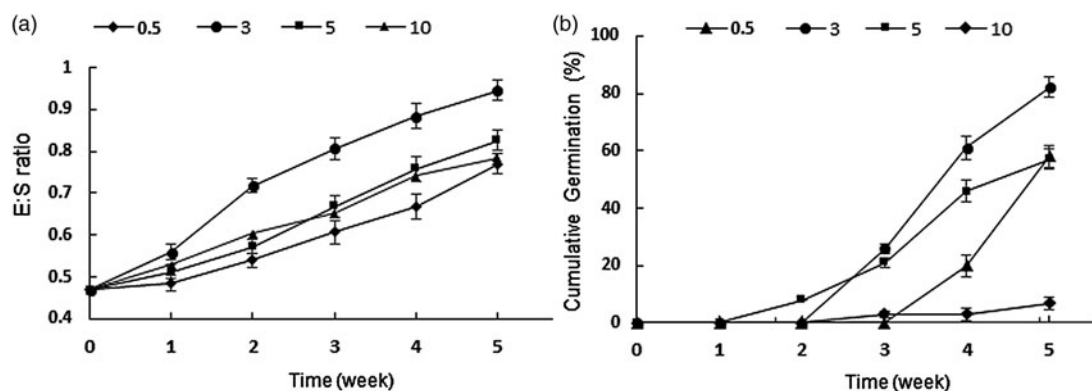 (a)
0.5 3 5 10
1
0.9
0.8
0.7
0.6
0.5
0.4
E:S ratio
0 1 2 3 4 5
Time (week)
(b)
0.5 3 5 10
100
80
60
40
20
0
Cumulative Germination (%)
0 1 2 3 4 5
Time (week)